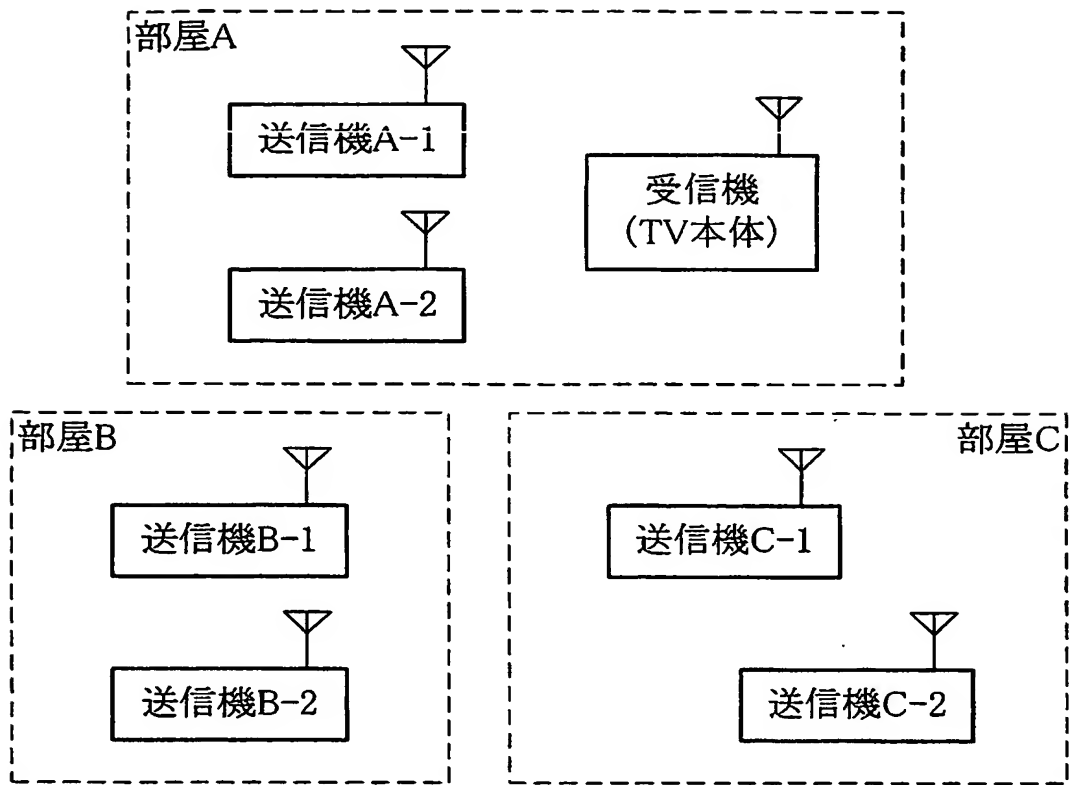 部屋A
送信機A-1
受信機
(TV本体)
送信機A-2
部屋B
送信機B-1
送信機B-2
部屋C
送信機C-1
送信機C-2